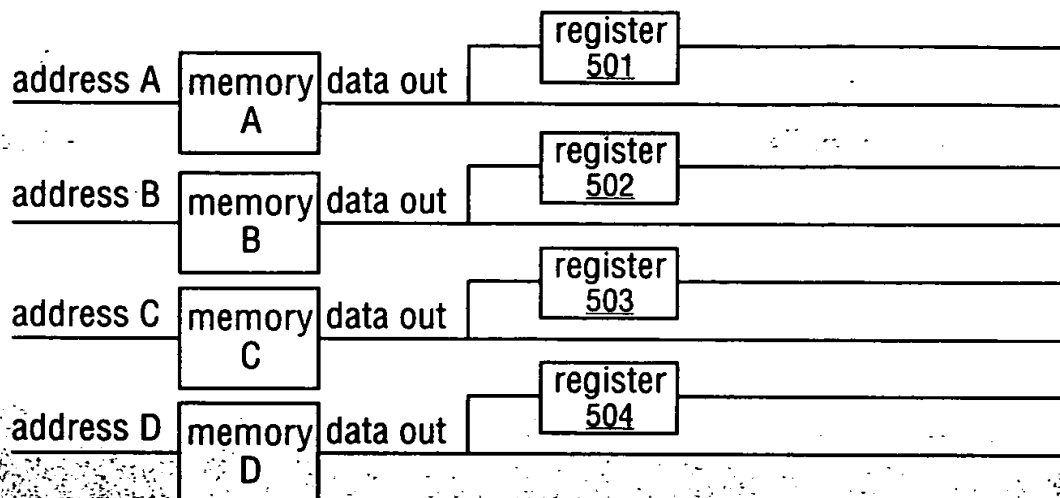 register
501
address A
memory
A
data out
register
502
address B
memory
B
data out
register
503
address C
memory
C
data out
register
504
address D
memory
D
data out